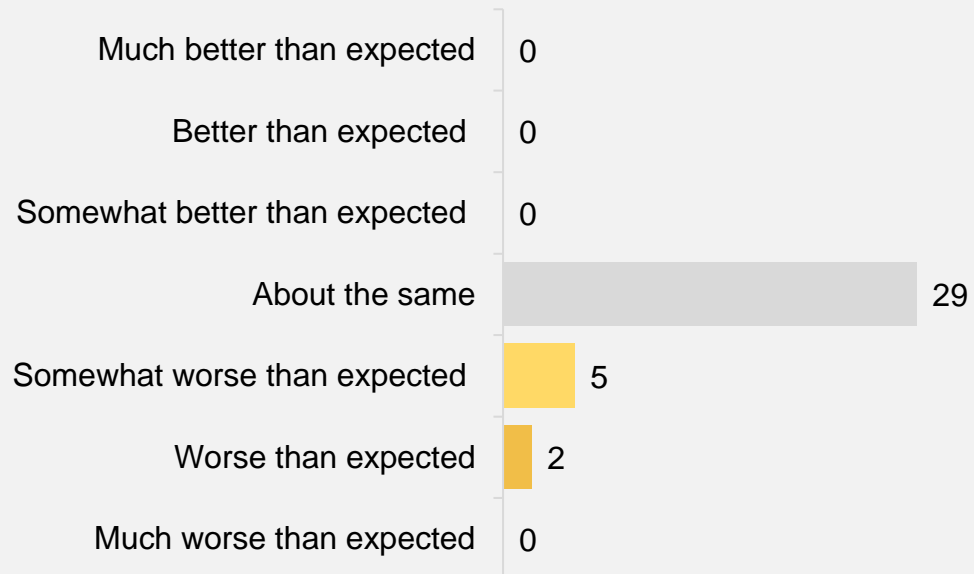 Much better than expected 0
Better than expected 0
Somewhat better than expected 0
About the same 29
Somewhat worse than expected 5
Worse than expected 2
Much worse than expected 0